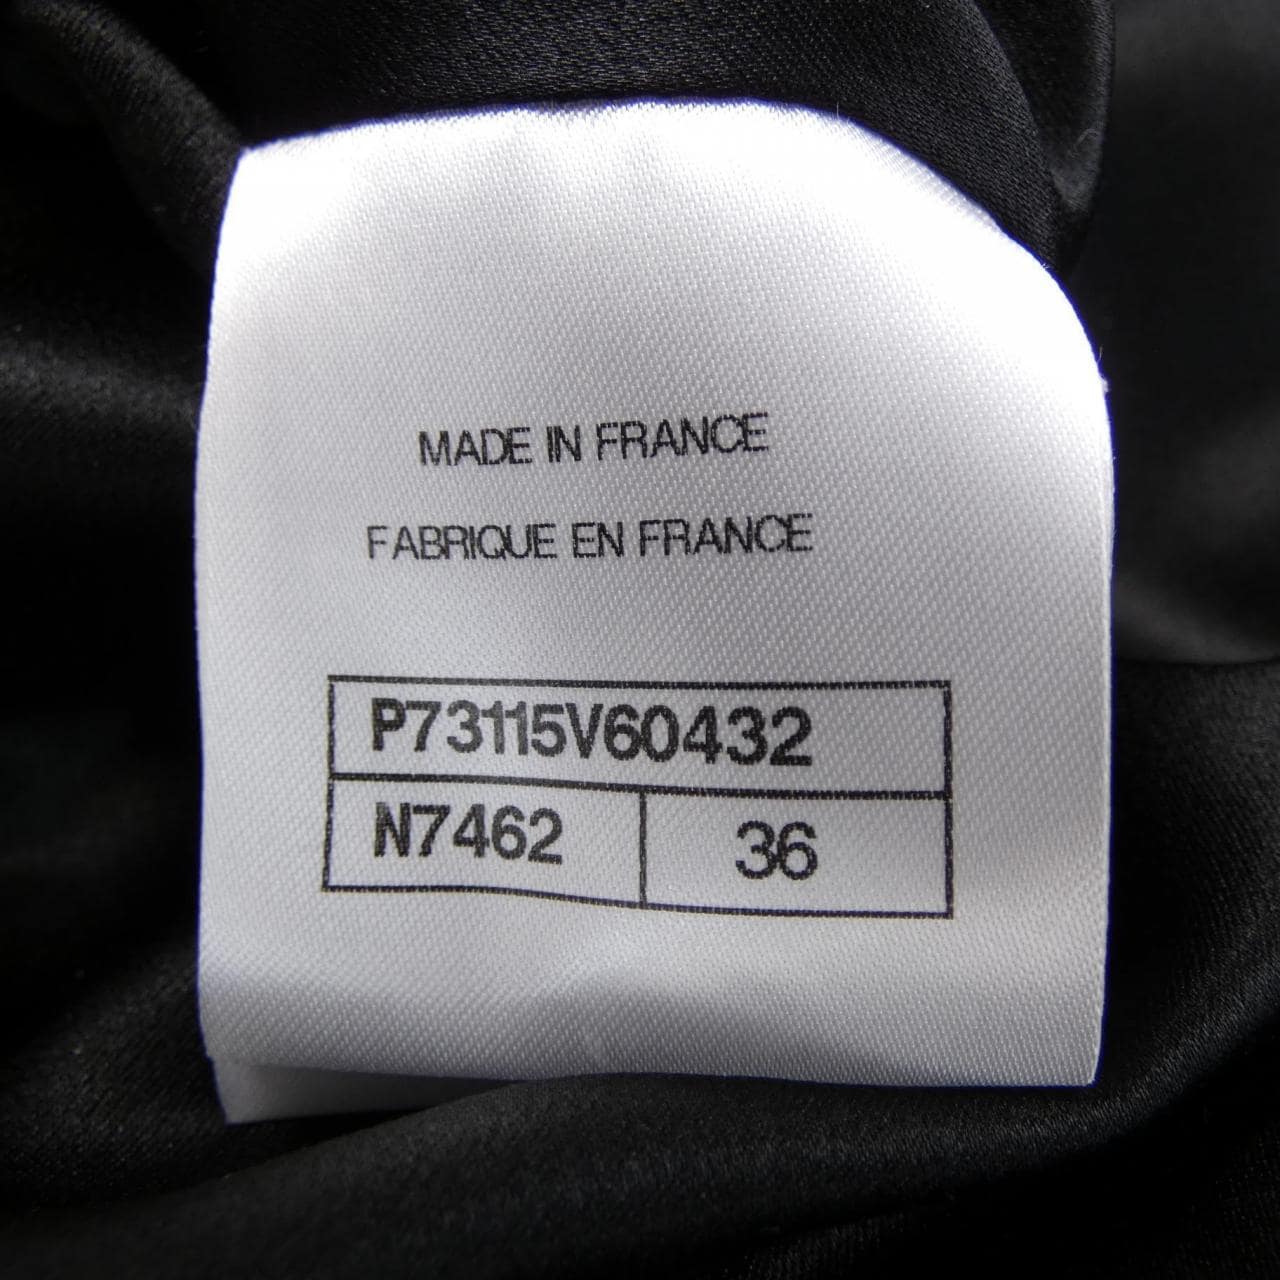 MADE IN FRANCE
FABRIQUE EN FRANCE
P73115V60432
N7462 36